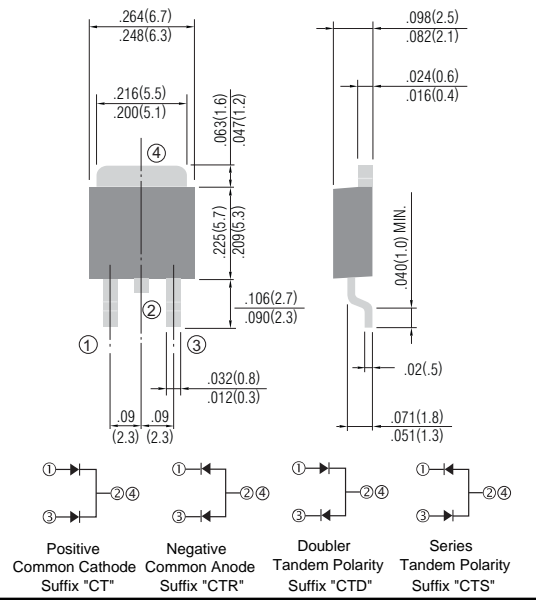 .264(6.7)
.248(6.3)
.098(2.5)
.082(2.1)
.216(5.5)
.200(5.1)
.063(1.6)
.047(1.2)
.024(0.6)
.016(0.4)
④
.225(5.7)
.209(5.3)
.040(1.0) MIN.
.106(2.7)
.090(2.3)
②
①
③
.032(0.8)
.012(0.3)
.02(.5)
.09 .09
(2.3) (2.3)
.071(1.8)
.051(1.3)
① ②④ ③
① ②④ ③
① ②④ ③
① ②④ ③
Positive
Common Cathode
Suffix "CT"
Negative
Common Anode
Suffix "CTR"
Doubler
Tandem Polarity
Suffix "CTD"
Series
Tandem Polarity
Suffix "CTS"